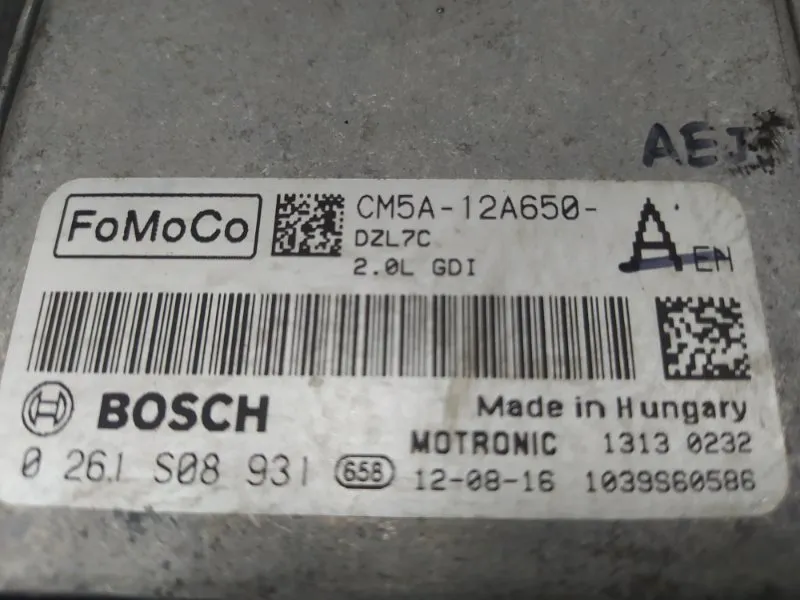 AEJ
FoMoCo
CM5A-12A650-
A EN
DZL7C
2.0L GDI
BOSCH
Made in Hungary
MOTRONIC 1313 0232
0 261 S08 931 658 12-08-16 1039S60586